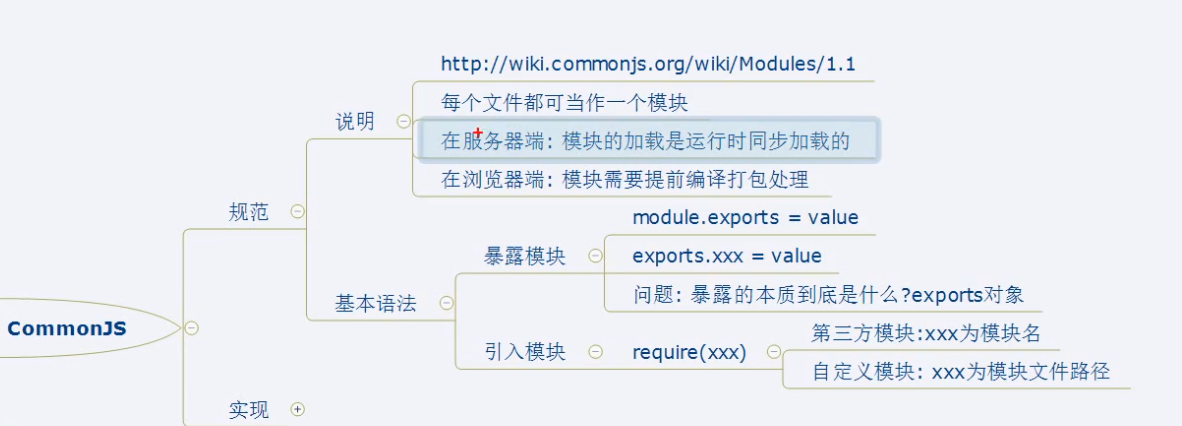 http://wiki.commonjs.org/wiki/Modules/1.1
每个文件都可当作一个模块
说明
在服务器端: 模块的加载是运行时同步加载的
在浏览器端: 模块需要提前编译打包处理
规范
module.exports = value
暴露模块
exports.xxx = value
问题: 暴露的本质到底是什么?exports对象
基本语法
CommonJS
第三方模块:xxx为模块名
引入模块
require(xxx)
自定义模块: xxx为模块文件路径
实现